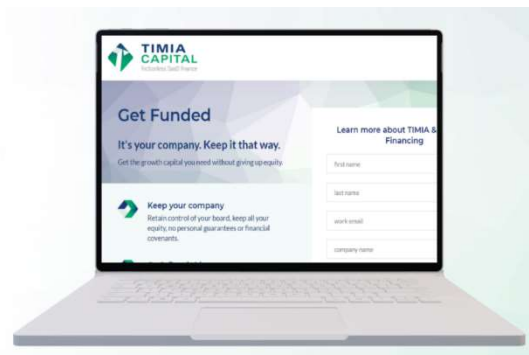 TIMIA
CAPITAL
Get Funded
It's your company. Keep it that way.
Get the growth capital you need without giving up equity.
Keep your company
Retain control of your board, keep all your
equity, no personal guarantees or financial
covenants.
Learn more about TIMIA &
Financing
first name
last name
work email
company name